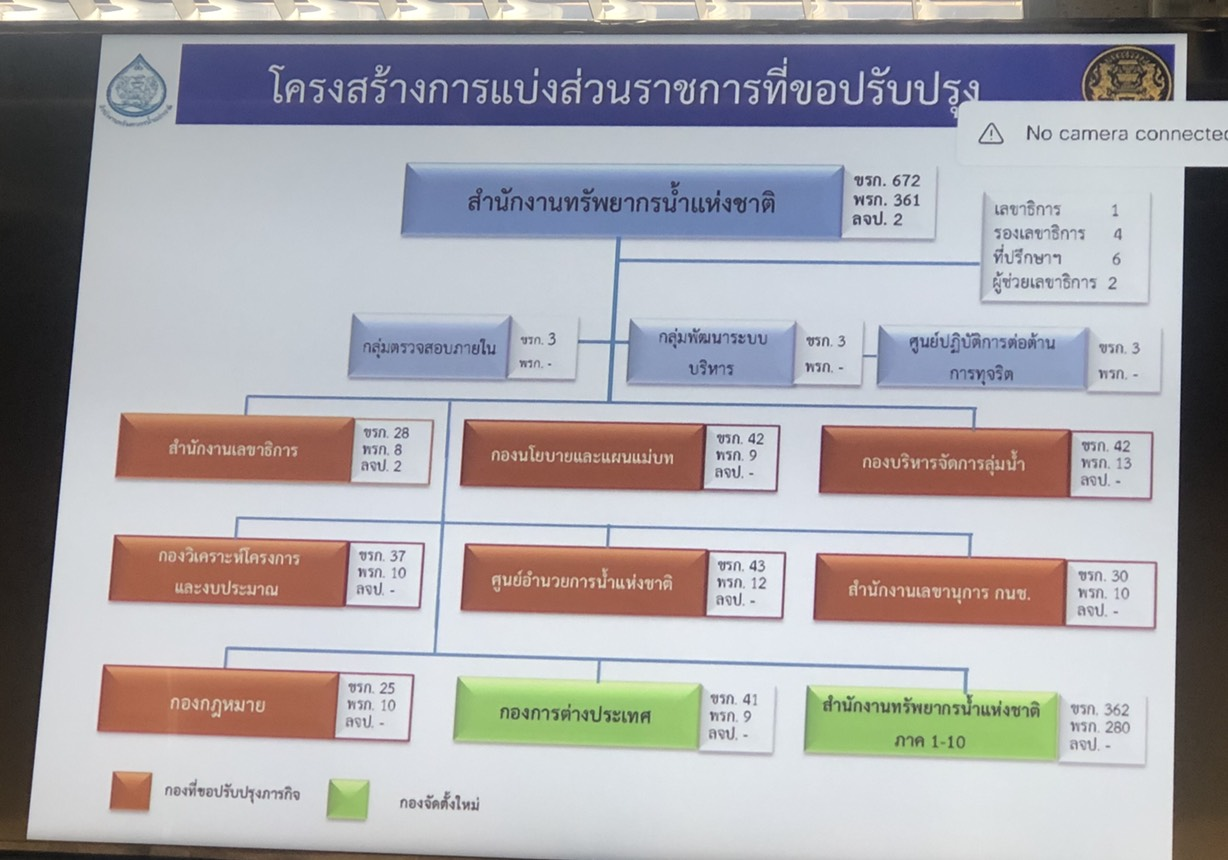 โครงสร้างการแบ่งส่วนราชการที่ขอปรับปรุง
No camera connected
สำนักงานทรัพยากรน้ำแห่งชาติ
ขรก. 672
พรก. 361
ลจป. 2
เลขาธิการ 1
รองเลขาธิการ 4
ที่ปรึกษาฯ 6
ผู้ช่วยเลขาธิการ 2
กลุ่มตรวจสอบภายใน
ขรก. 3
พรก. -
กลุ่มพัฒนาระบบ
บริหาร
ขรก. 3
พรก. -
ศูนย์ปฏิบัติการต่อต้าน
การทุจริต
ขรก. 3
พรก. -
สำนักงานเลขาธิการ
ขรก. 28
พรก. 8
ลจป. 2
กองนโยบายและแผนแม่บท
ขรก. 42
พรก. 9
ลจป. -
กองบริหารจัดการลุ่มน้ำ
ขรก. 42
พรก. 13
ลจป. -
กองวิเคราะห์โครงการ
และงบประมาณ
ขรก. 37
พรก. 10
ลจป. -
ศูนย์อำนวยการน้ำแห่งชาติ
ขรก. 43
พรก. 12
ลจป. -
สำนักงานเลขานุการ กนช.
ขรก. 30
พรก. 10
ลจป. -
กองกฎหมาย
ขรก. 25
พรก. 10
ลจป. -
กองการต่างประเทศ
ขรก. 41
พรก. 9
ลจป. -
สำนักงานทรัพยากรน้ำแห่งชาติ
ภาค 1-10
ขรก. 362
พรก. 280
ลจป. -
กองที่ขอปรับปรุงภารกิจ
กองจัดตั้งใหม่